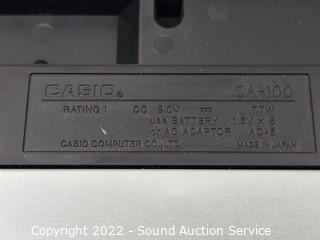 CASIO® CA-100
RATING: DC 9.0V ⎓ 7.7W
use BATTERY 1.5V × 6
or AC ADAPTOR AD-5
CASIO COMPUTER CO.,LTD. MADE IN JAPAN
Copyright 2022 - Sound Auction Service